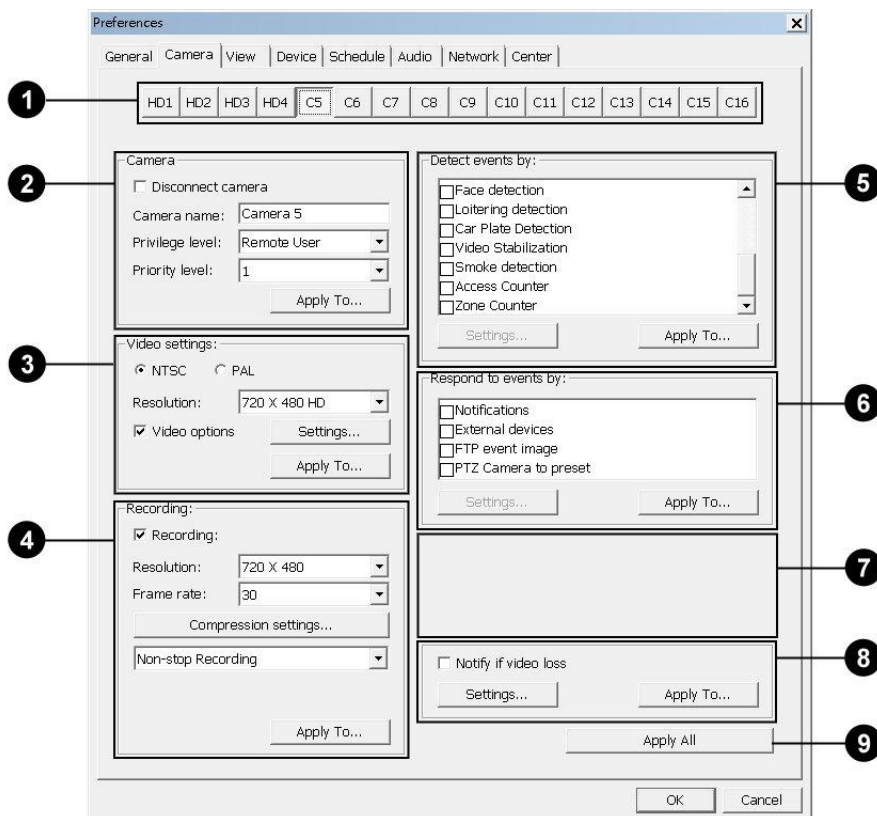 Preferences
General Camera View Device Schedule Audio Network Center
1
HD1 HD2 HD3 HD4 C5 C6 C7 C8 C9 C10 C11 C12 C13 C14 C15 C16
2
Camera
Disconnect camera
Camera name: Camera 5
Privilege level: Remote User
Priority level: 1
Apply To...
3
Video settings:
NTSC PAL
Resolution: 720 X 480 HD
Video options Settings...
Apply To...
4
Recording:
Recording:
Resolution: 720 X 480
Frame rate: 30
Compression settings...
Non-stop Recording
Apply To...
5
Detect events by:
Face detection
Loitering detection
Car Plate Detection
Video Stabilization
Smoke detection
Access Counter
Zone Counter
Settings... Apply To...
6
Respond to events by:
Notifications
External devices
FTP event image
PTZ Camera to preset
Settings... Apply To...
7
8
Notify if video loss
Settings... Apply To...
9
Apply All
OK Cancel